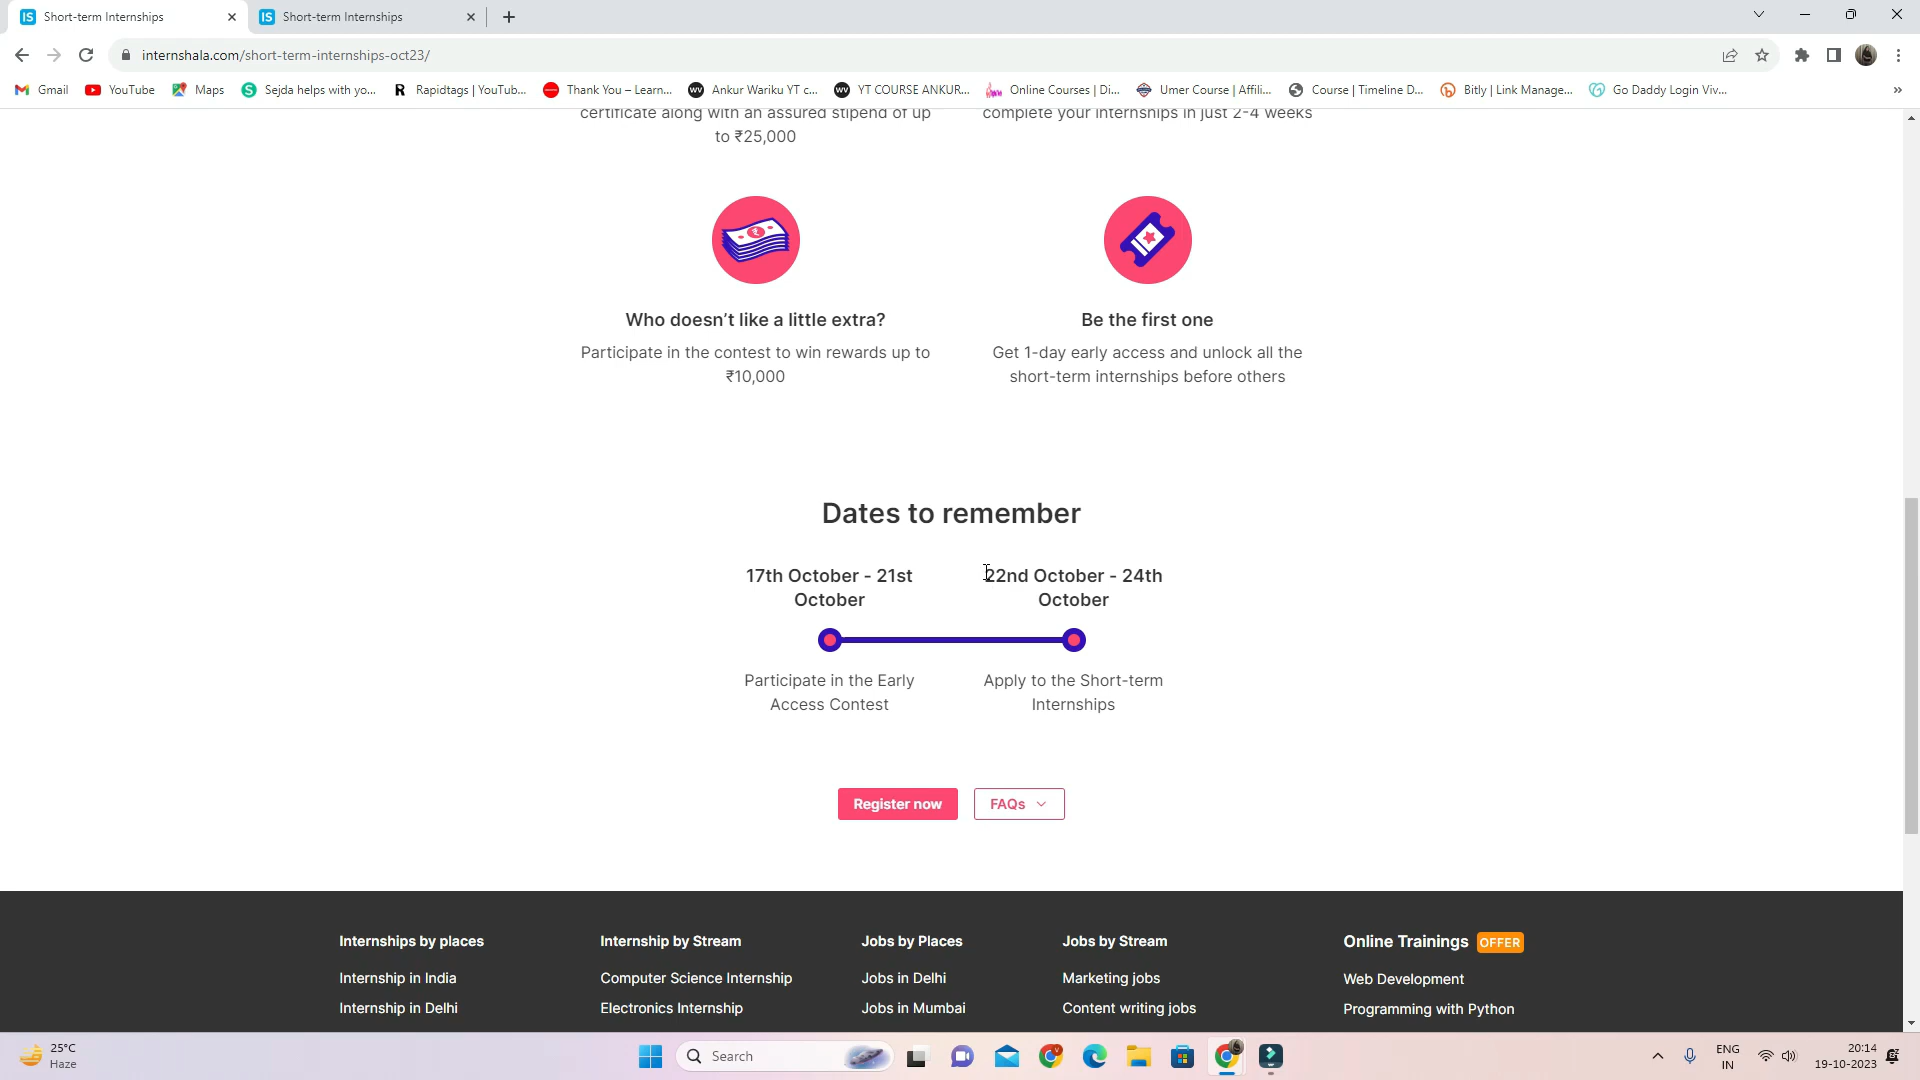 Short-term Internships
Short-term Internships
internshala.com/short-term-internships-oct23/
Gmail
YouTube
Maps
Sejda helps with yo...
Rapidtags | YouTub...
Thank You – Learn...
Ankur Wariku YT c...
YT COURSE ANKUR...
Online Courses | Di...
Umer Course | Affili...
Course | Timeline D...
Bitly | Link Manage...
Go Daddy Login Viv...
certificate along with an assured stipend of up
to ₹25,000
complete your internships in just 2-4 weeks
Who doesn't like a little extra?
Participate in the contest to win rewards up to
₹10,000
Be the first one
Get 1-day early access and unlock all the
short-term internships before others
Dates to remember
17th October - 21st
October
22nd October - 24th
October
Participate in the Early
Access Contest
Apply to the Short-term
Internships
Register now
FAQs
Internships by places
Internship in India
Internship in Delhi
Internship by Stream
Computer Science Internship
Electronics Internship
Jobs by Places
Jobs in Delhi
Jobs in Mumbai
Jobs by Stream
Marketing jobs
Content writing jobs
Online Trainings OFFER
Web Development
Programming with Python
25°C
Haze
Search
ENG
IN
20:14
19-10-2023